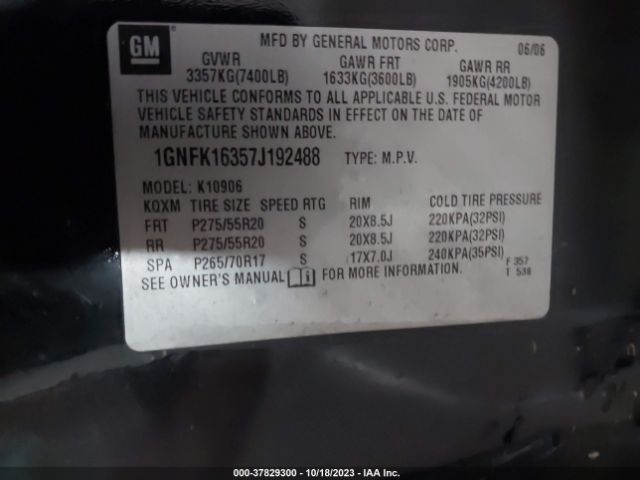 GM
MFD BY GENERAL MOTORS CORP. 06/06
GVWR GAWR FRT GAWR RR
3357KG(7400LB) 1633KG(3600LB) 1905KG(4200LB)
THIS VEHICLE CONFORMS TO ALL APPLICABLE U.S. FEDERAL MOTOR
VEHICLE SAFETY STANDARDS IN EFFECT ON THE DATE OF
MANUFACTURE SHOWN ABOVE.
1GNFK16357J192488 TYPE: M.P.V.
MODEL: K10906
KQXM TIRE SIZE SPEED RTG RIM COLD TIRE PRESSURE
FRT P275/55R20 S 20X8.5J 220KPA(32PSI)
RR P275/55R20 S 20X8.5J 220KPA(32PSI)
SPA P265/70R17 S 17X7.0J 240KPA(35PSI)
F 357
SEE OWNER'S MANUAL i FOR MORE INFORMATION. T 538
000-37829300 - 10/18/2023 - IAA Inc.